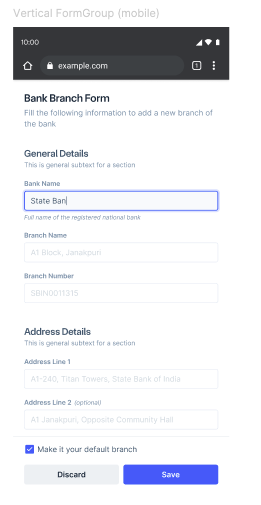 Vertical FormGroup (mobile)
10:00
example.com
1
Bank Branch Form
Fill the following information to add a new branch of
the bank
General Details
This is general subtext for a section
Bank Name
State Ban
Full name of the registered national bank
Branch Name
A1 Block, Janakpuri
Branch Number
SBIN0011315
Address Details
This is general subtext for a section
Address Line 1
A1-240, Titan Towers, State Bank of India
Address Line 2 (optional)
A1 Janakpuri, Opposite Community Hall
Make it your default branch
Discard
Save